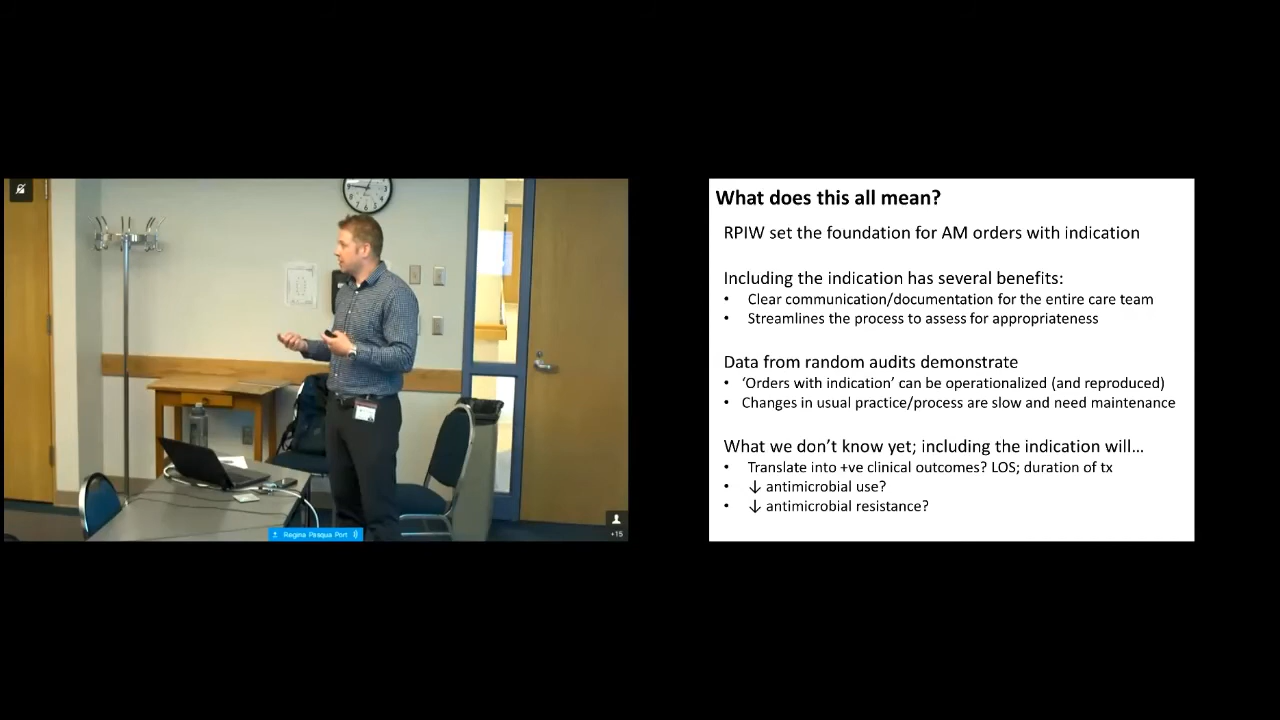 What does this all mean?
RPIW set the foundation for AM orders with indication
Including the indication has several benefits:
• Clear communication/documentation for the entire care team
• Streamlines the process to assess for appropriateness
Data from random audits demonstrate
• ‘Orders with indication’ can be operationalized (and reproduced)
• Changes in usual practice/process are slow and need maintenance
What we don’t know yet; including the indication will…
• Translate into +ve clinical outcomes? LOS; duration of tx
• ↓ antimicrobial use?
• ↓ antimicrobial resistance?
Regina Pasqua Port
+15